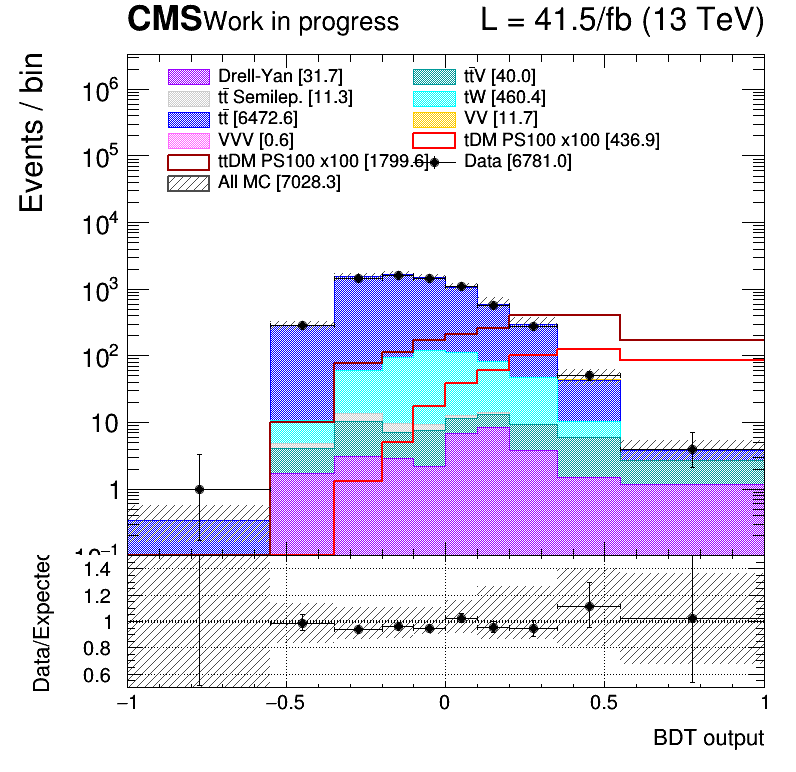 CMS Work in progress L = 41.5/fb (13 TeV)
Events / bin
10⁶
10⁵
10⁴
10³
10²
10
1
10⁻¹
Drell-Yan [31.7] tt̄V [40.0]
tt̄ Semilep. [11.3] tW [460.4]
tt̄ [6472.6] VV [11.7]
VVV [0.6] tDM PS100 x100 [436.9]
ttDM PS100 x100 [1799.6] Data [6781.0]
All MC [7028.3]
Data/Expected
1.4
1.2
1
0.8
0.6
−1 −0.5 0 0.5 1
BDT output